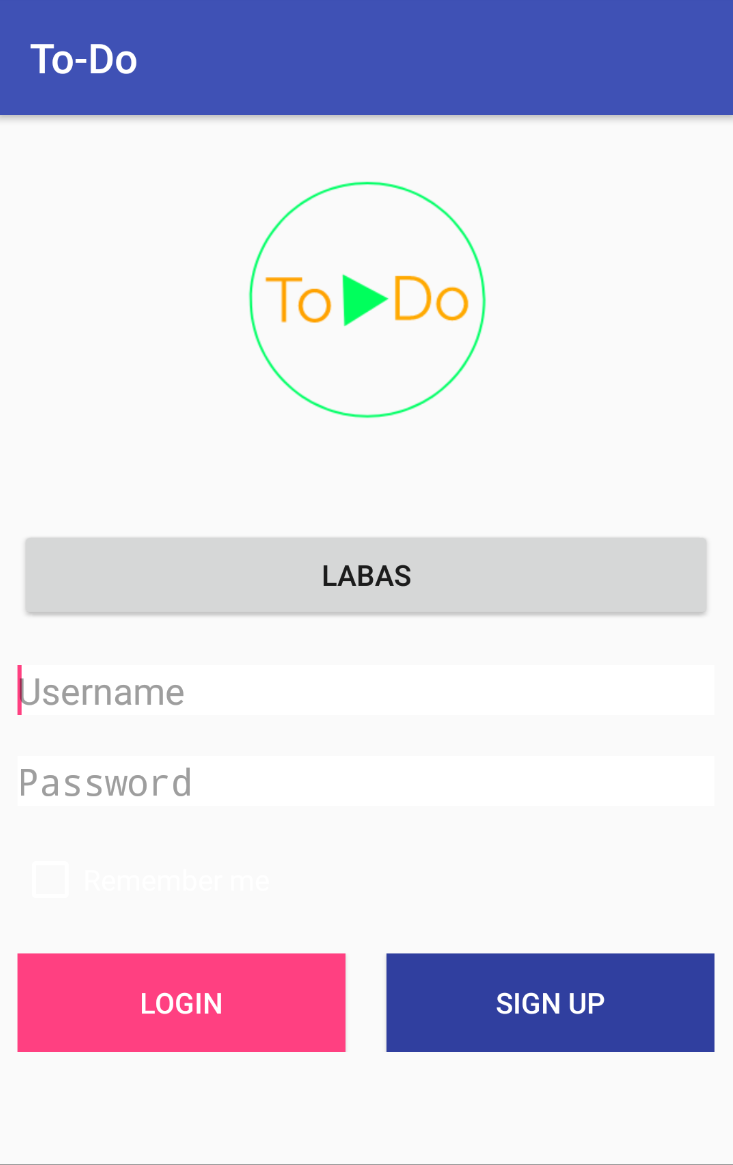 To-Do
To Do
LABAS
Username
Password
Remember me
LOGIN
SIGN UP